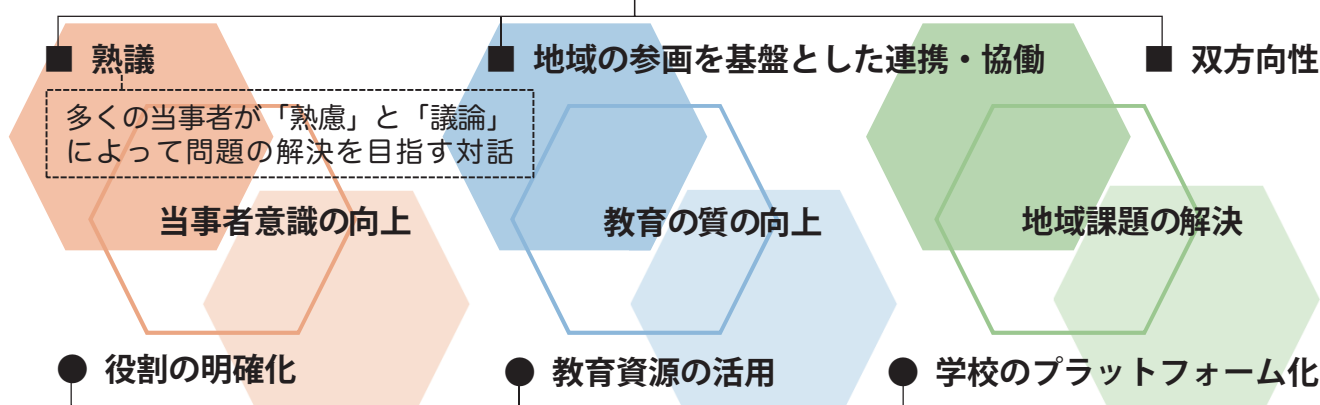 ■ 熟議
■ 地域の参画を基盤とした連携・協働
■ 双方向性
多くの当事者が「熟慮」と「議論」
によって問題の解決を目指す対話
当事者意識の向上
教育の質の向上
地域課題の解決
● 役割の明確化
● 教育資源の活用
● 学校のプラットフォーム化